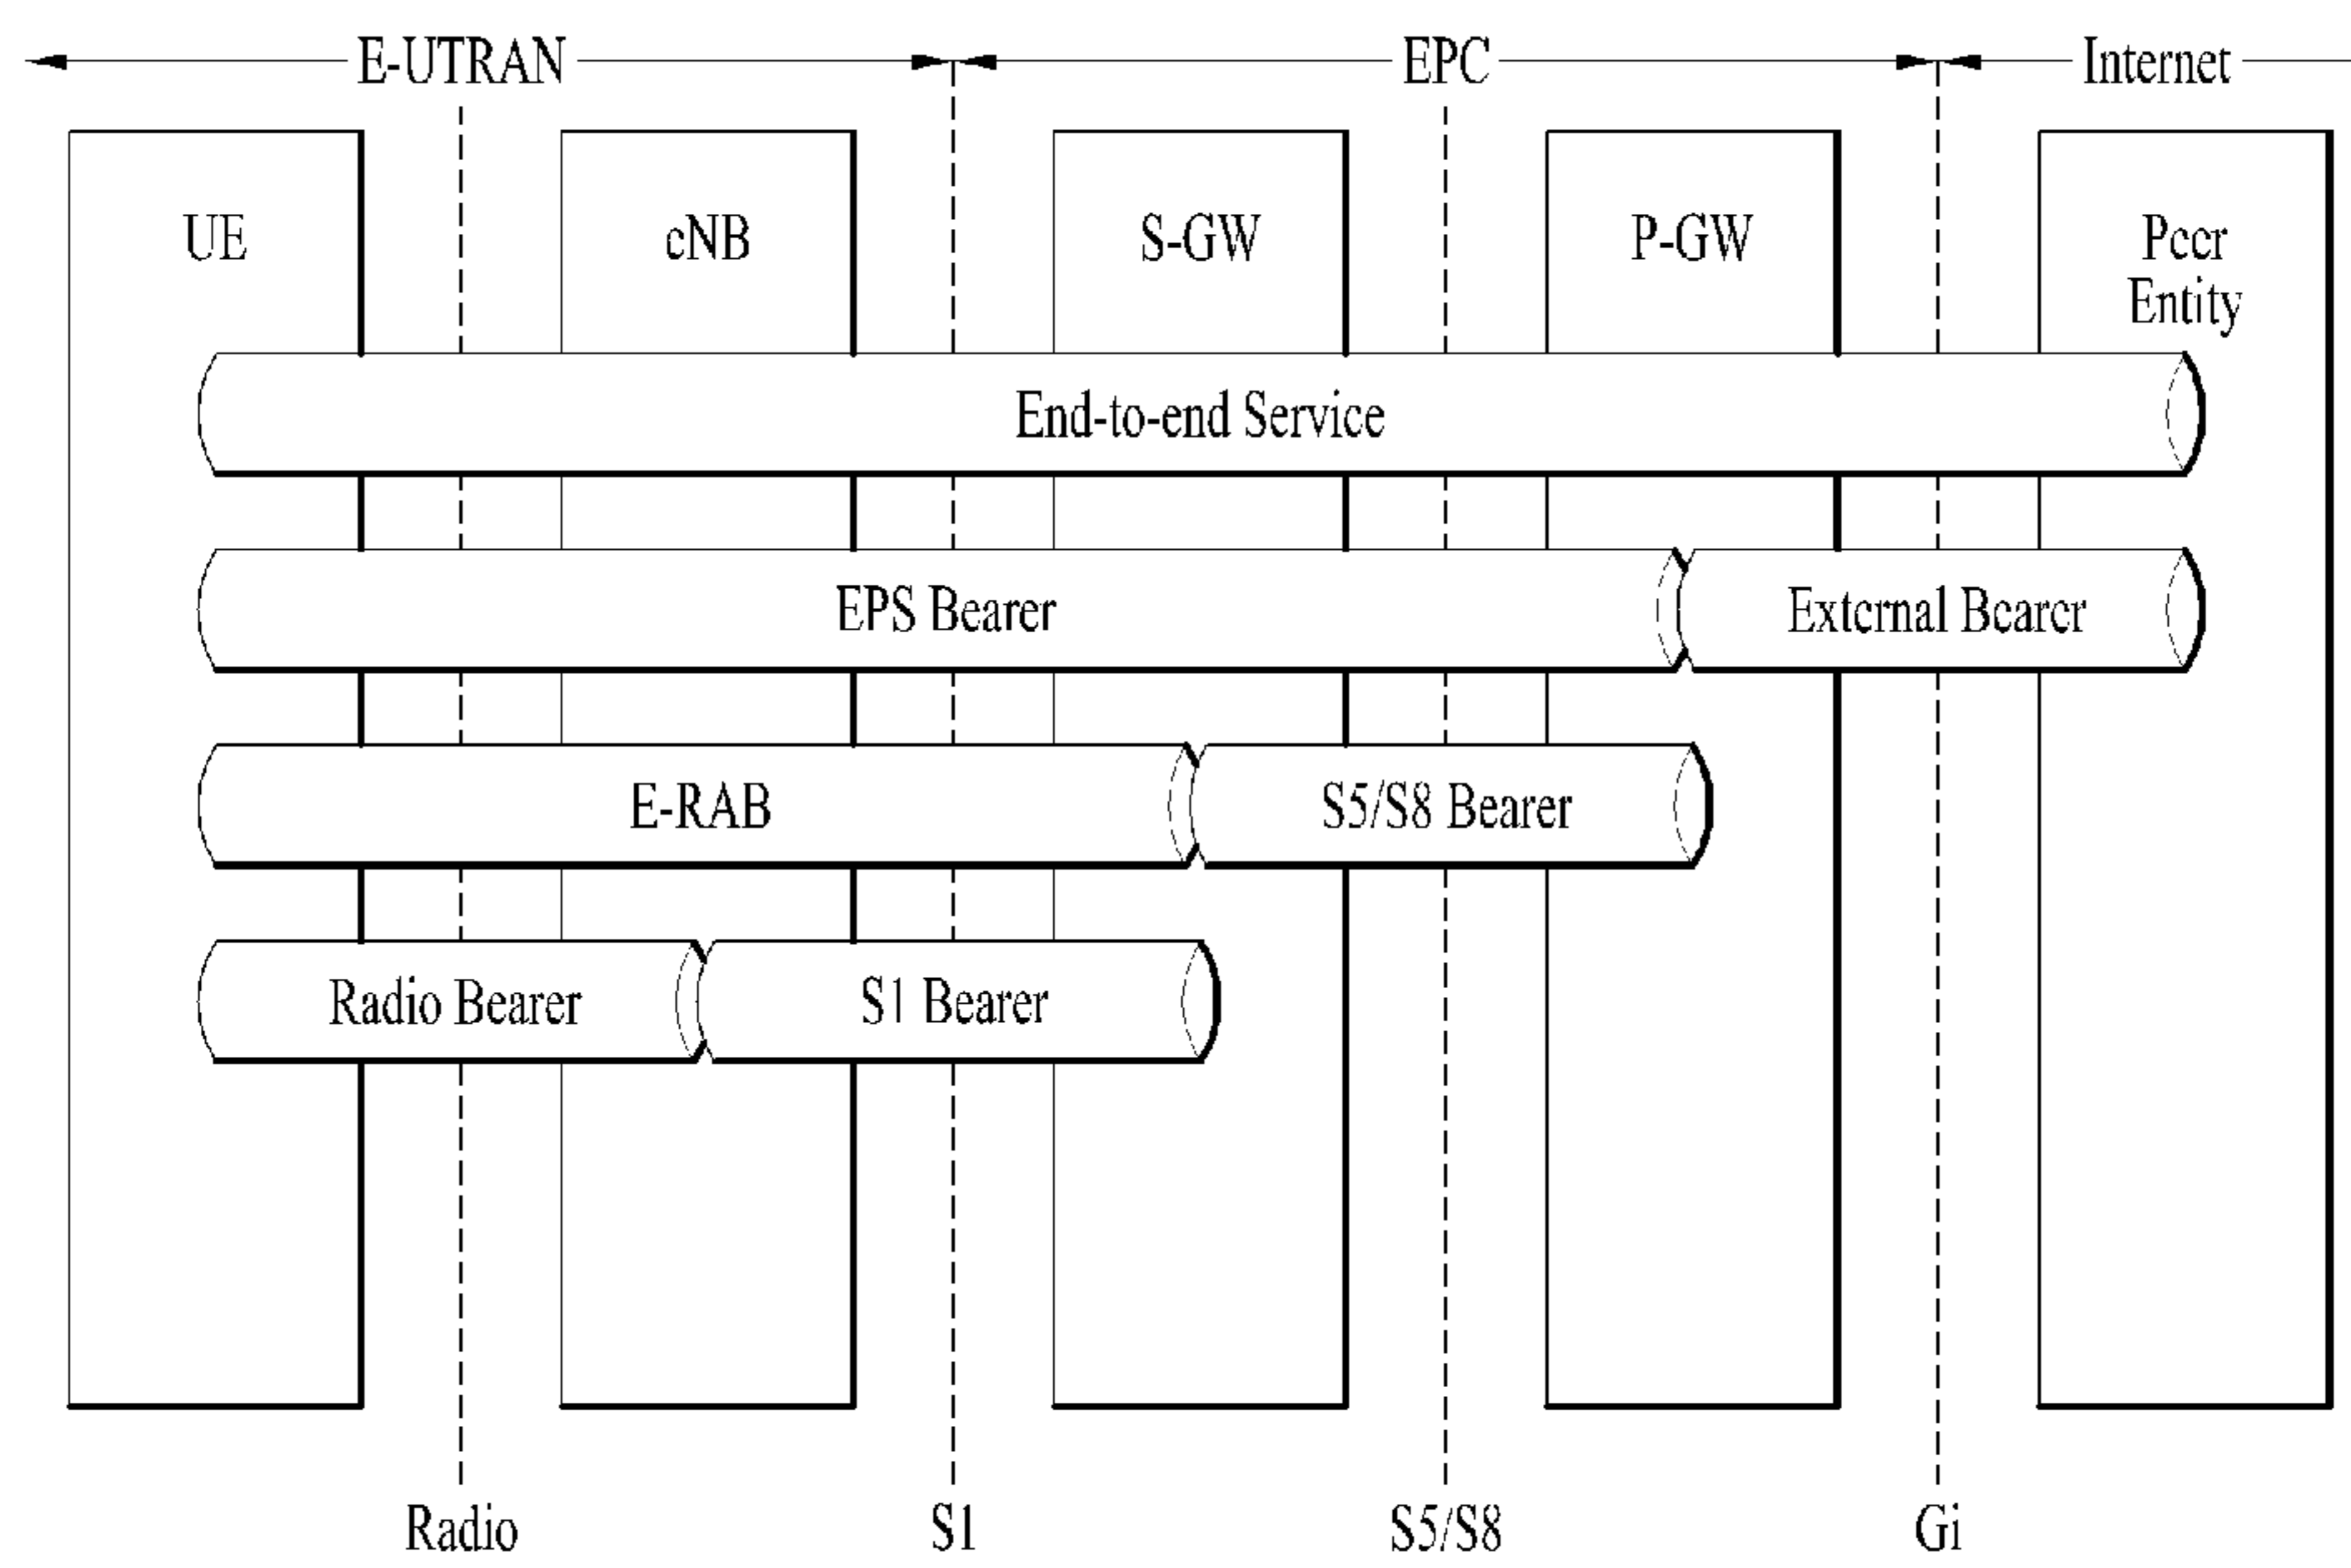 E-UTRAN EPC Internet
UE eNB S-GW P-GW Peer
Entity
End-to-end Service
EPS Bearer External Bearer
E-RAB S5/S8 Bearer
Radio Bearer S1 Bearer
Radio S1 S5/S8 Gi